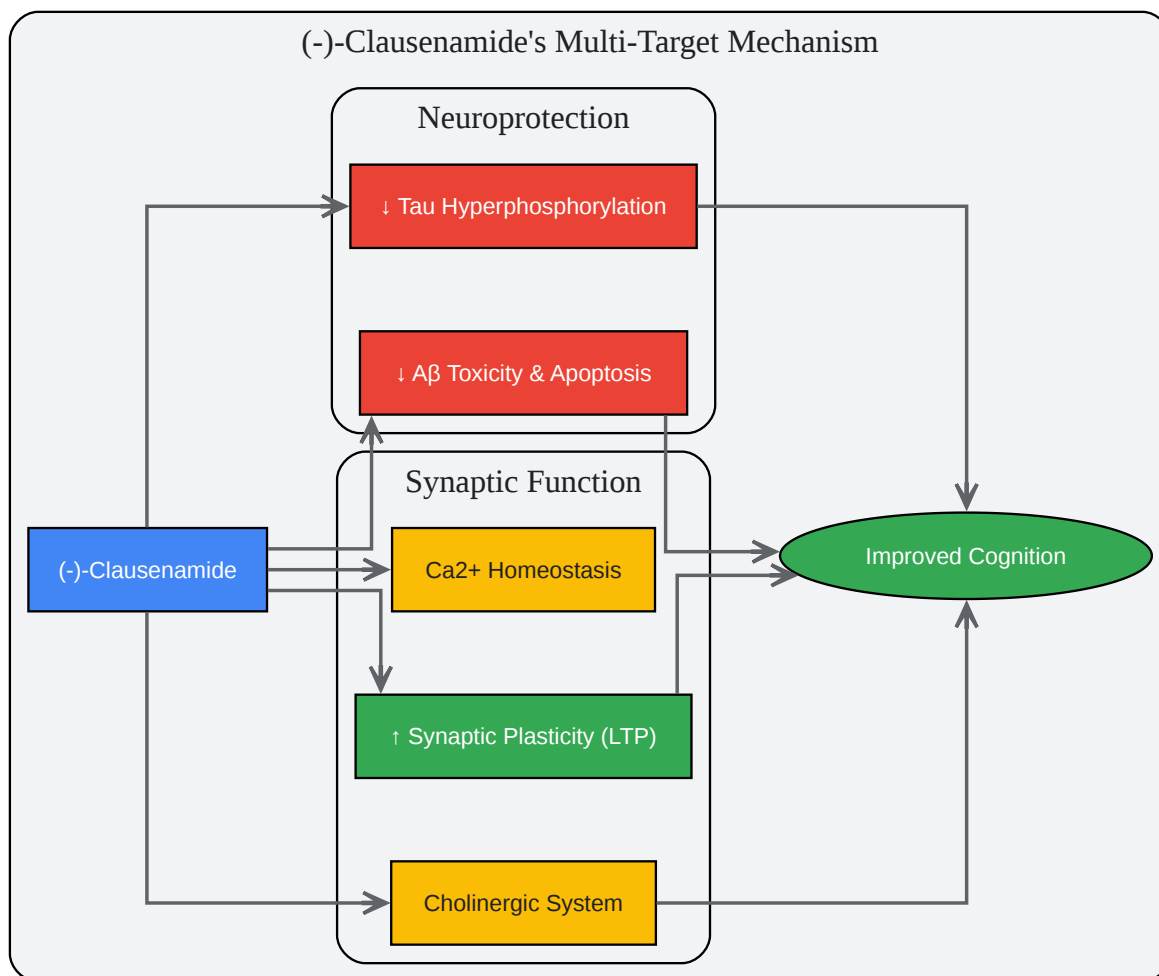 (-)-Clausenamide's Multi-Target Mechanism
Neuroprotection
↓ Tau Hyperphosphorylation
↓ Aβ Toxicity & Apoptosis
Synaptic Function
(-)-Clausenamide
Ca2+ Homeostasis
Improved Cognition
↑ Synaptic Plasticity (LTP)
Cholinergic System